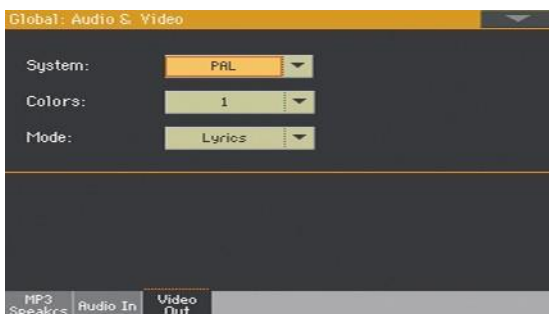 Global: Audio & Video
System: PAL
Colors: 1
Mode: Lyrics
MP3 Speakrs
Audio In
Video Out